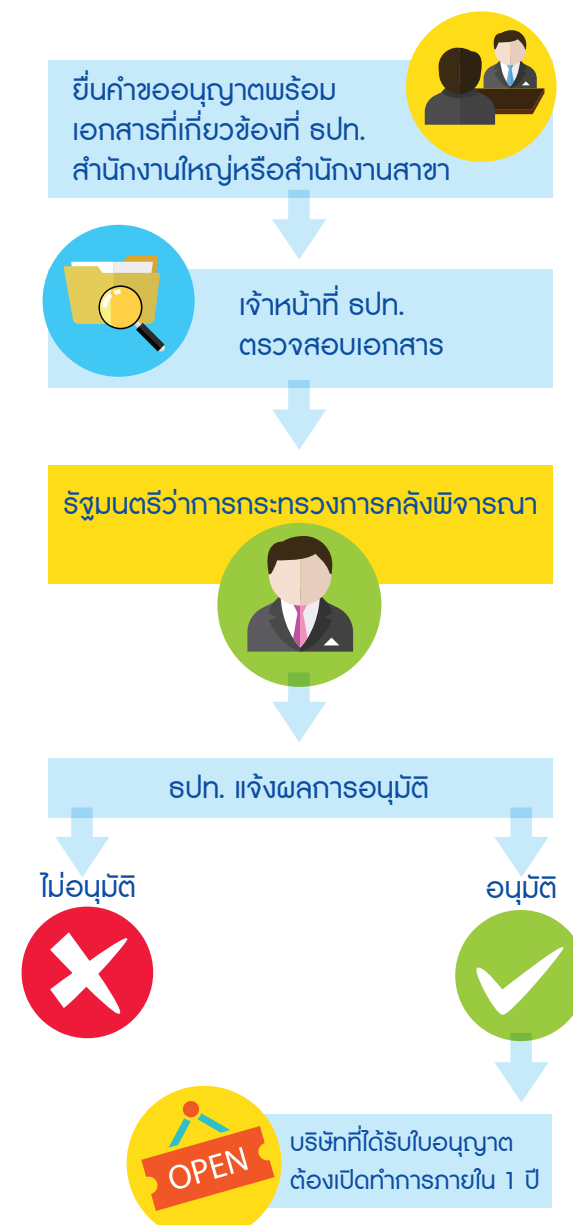 ยื่นคำขออนุญาตพร้อม
เอกสารที่เกี่ยวข้องที่ ธปท.
สำนักงานใหญ่หรือสำนักงานสาขา
เจ้าหน้าที่ ธปท.
ตรวจสอบเอกสาร
รัฐมนตรีว่าการกระทรวงการคลังพิจารณา
ธปท. แจ้งผลการอนุมัติ
ไม่อนุมัติ
อนุมัติ
OPEN
บริษัทที่ได้รับใบอนุญาต
ต้องเปิดทำการภายใน 1 ปี